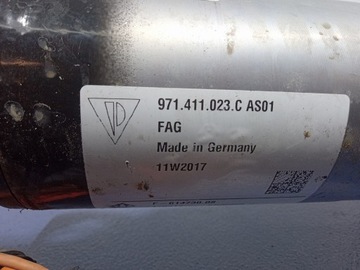 971.411.023.C AS01
FAG
Made in Germany
11W2017